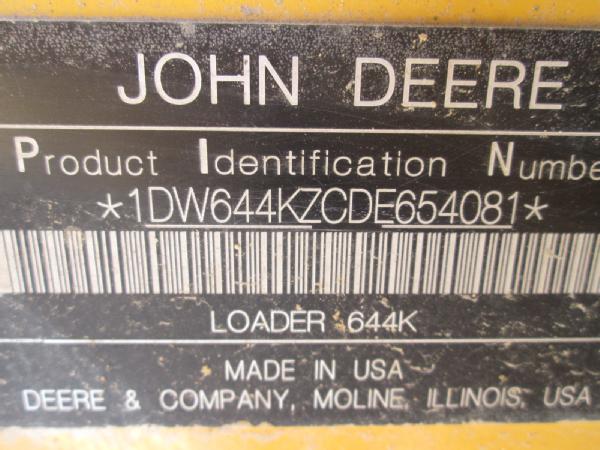 JOHN DEERE
Product Identification Numbe
*1DW644KZCDE654081*
LOADER 644K
MADE IN USA
DEERE & COMPANY, MOLINE, ILLINOIS, USA